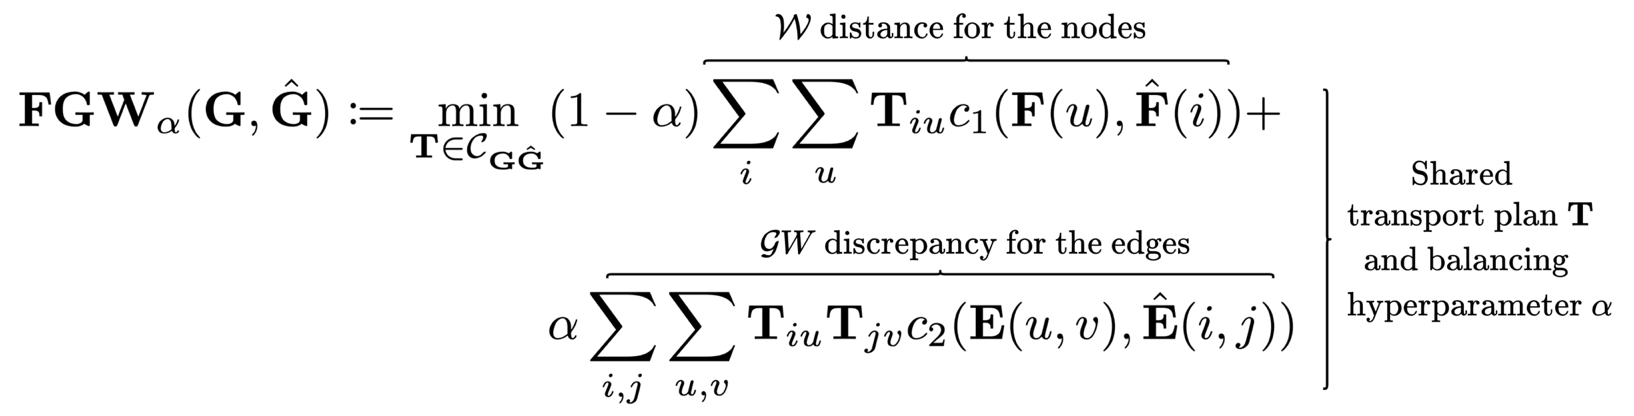 𝒲 distance for the nodes
FGW_α(G, Ĝ) := min_{T∈𝒞_{GĜ}} (1 − α) ∑_i ∑_u T_{iu} c_1(F(u), F̂(i)) +
𝒢W discrepancy for the edges
α ∑_{i,j} ∑_{u,v} T_{iu} T_{jv} c_2(E(u, v), Ê(i, j))
Shared
transport plan T
and balancing
hyperparameter α